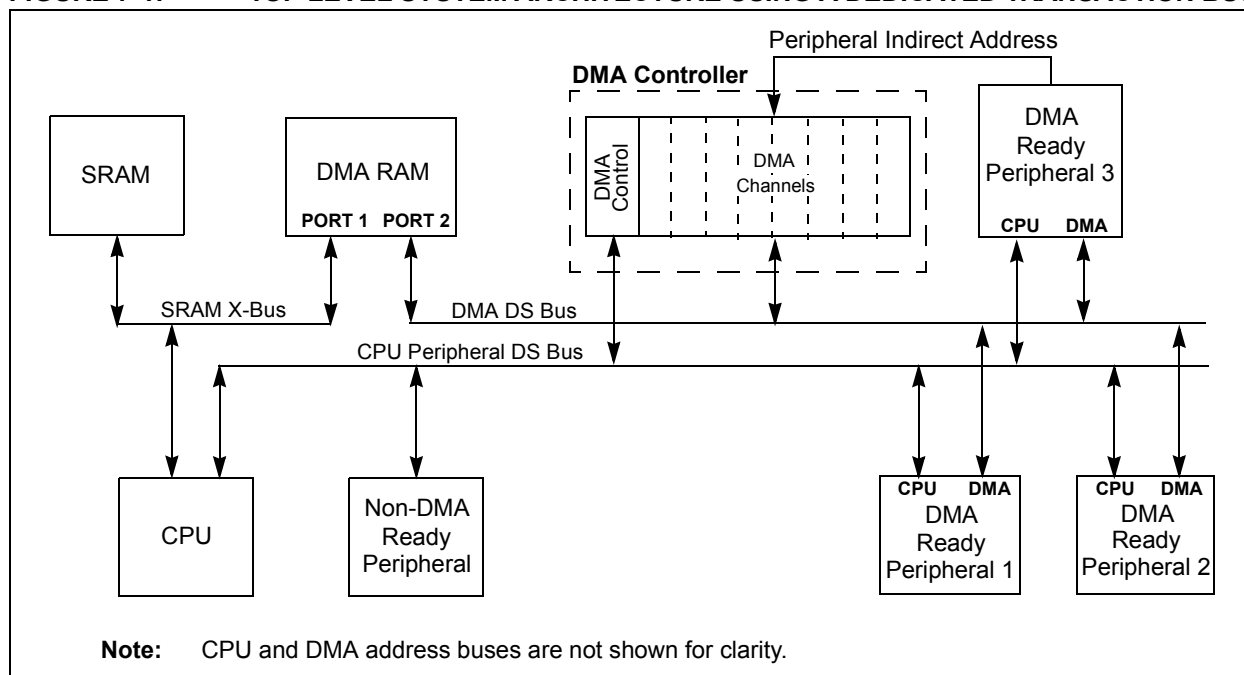 Peripheral Indirect Address
DMA Controller
SRAM
DMA RAM
PORT 1 PORT 2
DMA
Control
DMA
Channels
DMA
Ready
Peripheral 3
CPU DMA
SRAM X-Bus
DMA DS Bus
CPU Peripheral DS Bus
CPU
Non-DMA
Ready
Peripheral
CPU DMA
DMA
Ready
Peripheral 1
CPU DMA
DMA
Ready
Peripheral 2
Note: CPU and DMA address buses are not shown for clarity.